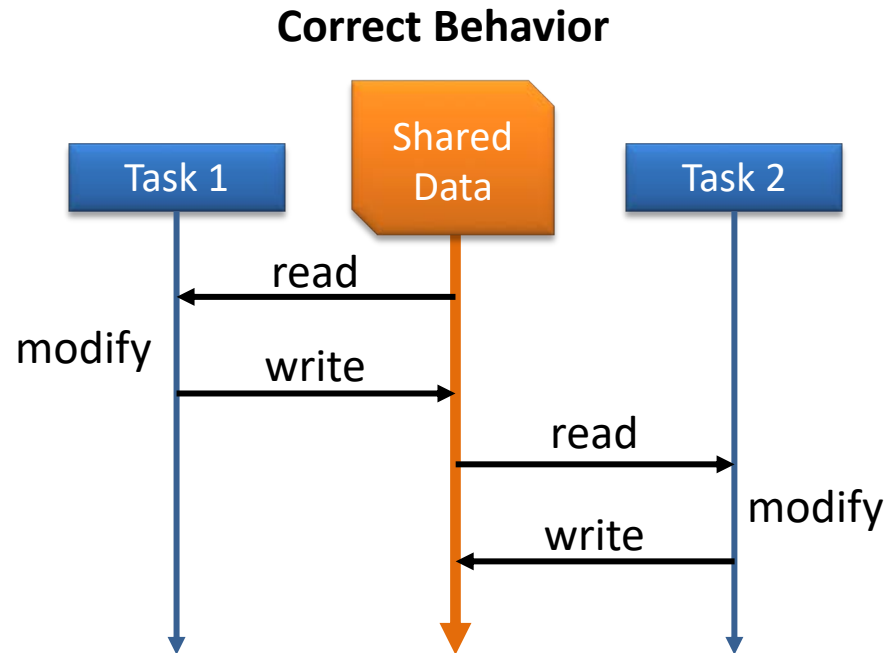 Correct Behavior
Task 1
Shared
Data
Task 2
read
modify
write
read
modify
write